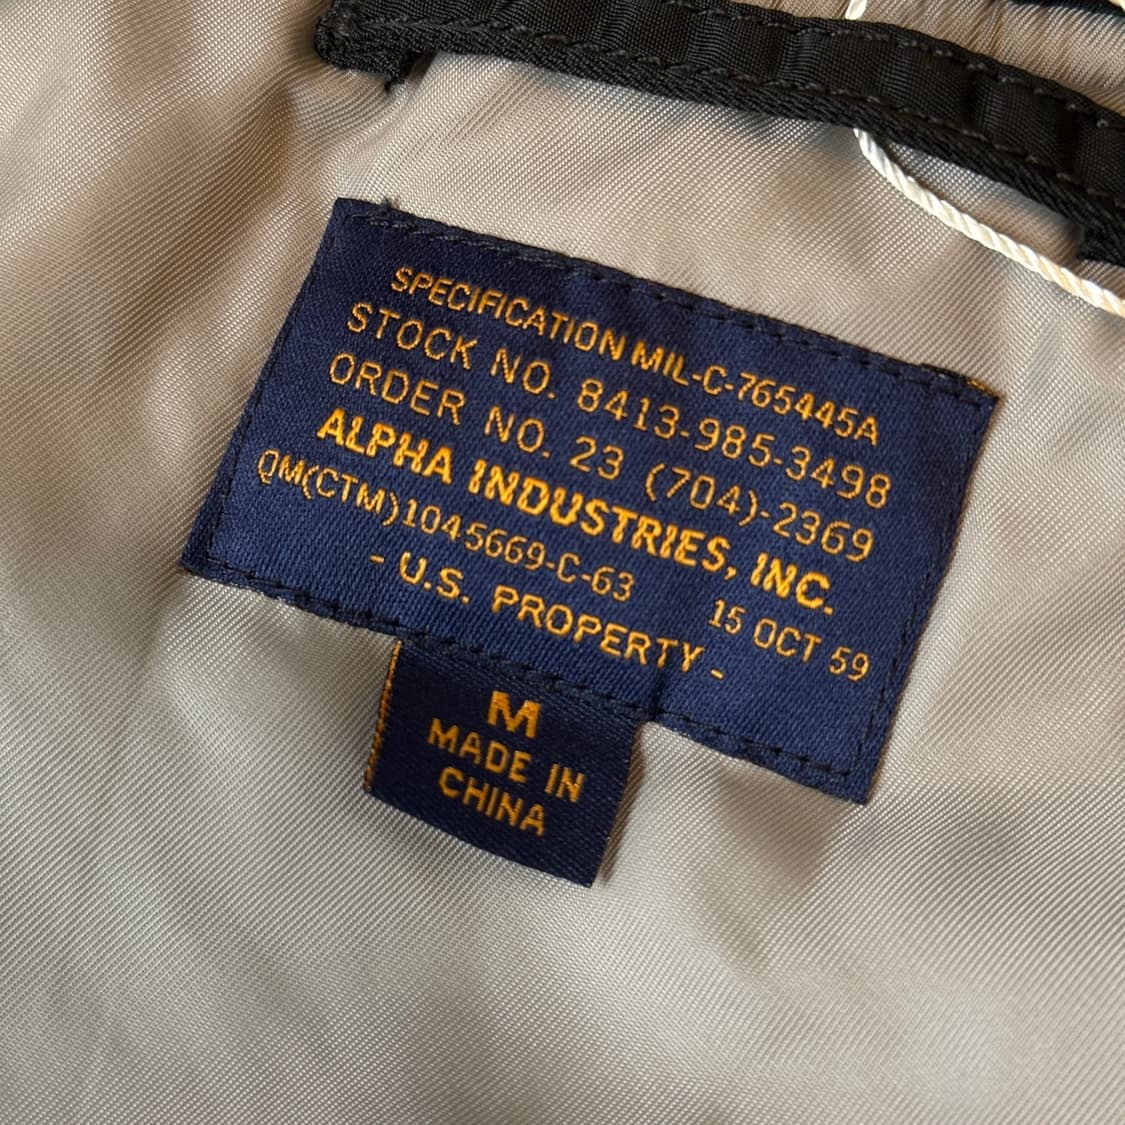 SPECIFICATION MIL-C-765445A
STOCK NO. 8413-985-3498
ORDER NO. 23 (704)-2369
ALPHA INDUSTRIES, INC.
QM(CTM)1045669-C-63 15 OCT 59
- U.S. PROPERTY -
M
MADE IN
CHINA